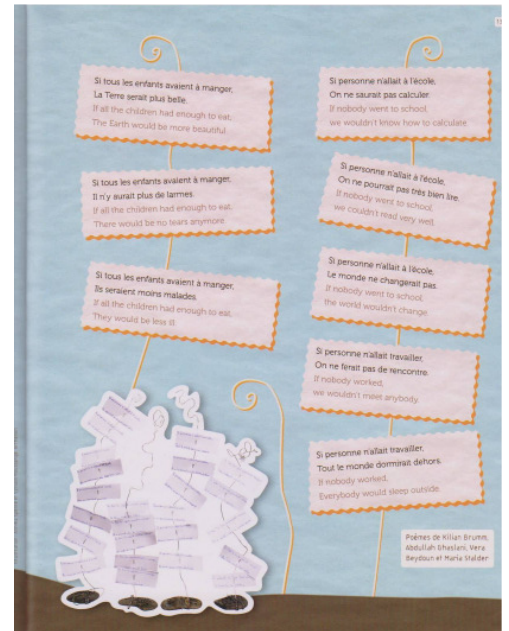 Si tous les enfants avaient à manger,
La Terre serait plus belle.
If all the children had enough to eat,
The Earth would be more beautiful
Si tous les enfants avaient à manger,
Il n'y aurait plus de larmes.
If all the children had enough to eat,
There would be no tears anymore
Si tous les enfants avaient à manger,
Ils seraient moins malades
If all the children had enough to eat,
They would be less ill
Si personne n'allait à l'école,
On ne saurait pas calculer.
If nobody went to school,
we wouldn't know how to calculate
Si personne n'allait à l'école,
On ne pourrait pas très bien lire.
If nobody went to school,
we couldn't read very well
Si personne n'allait à l'école,
Le monde ne changerait pas.
If nobody went to school,
the world wouldn't change
Si personne n'allait travailler,
On ne ferait pas de rencontre.
If nobody worked,
we wouldn't meet anybody
Si personne n'allait travailler,
Tout le monde dormirait dehors.
If nobody worked,
Everybody would sleep outside
Poèmes de Kilian Brumm,
Abdullah Ghaslani, Vera
Beydoun et Maria Stalder